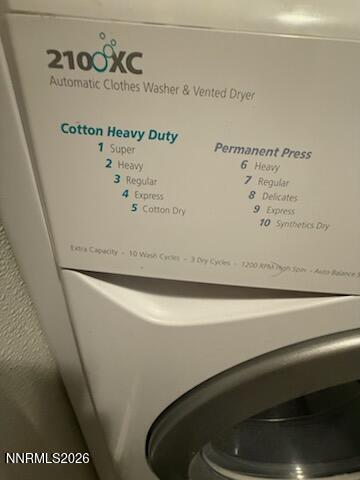 2100XC
Automatic Clothes Washer & Vented Dryer
Cotton Heavy Duty
1 Super
2 Heavy
3 Regular
4 Express
5 Cotton Dry
Permanent Press
6 Heavy
7 Regular
8 Delicates
9 Express
10 Synthetics Dry
Extra Capacity - 10 Wash Cycles - 3 Dry Cycles - 1200 RPM High Spin - Auto Balance
NNRMLS2026